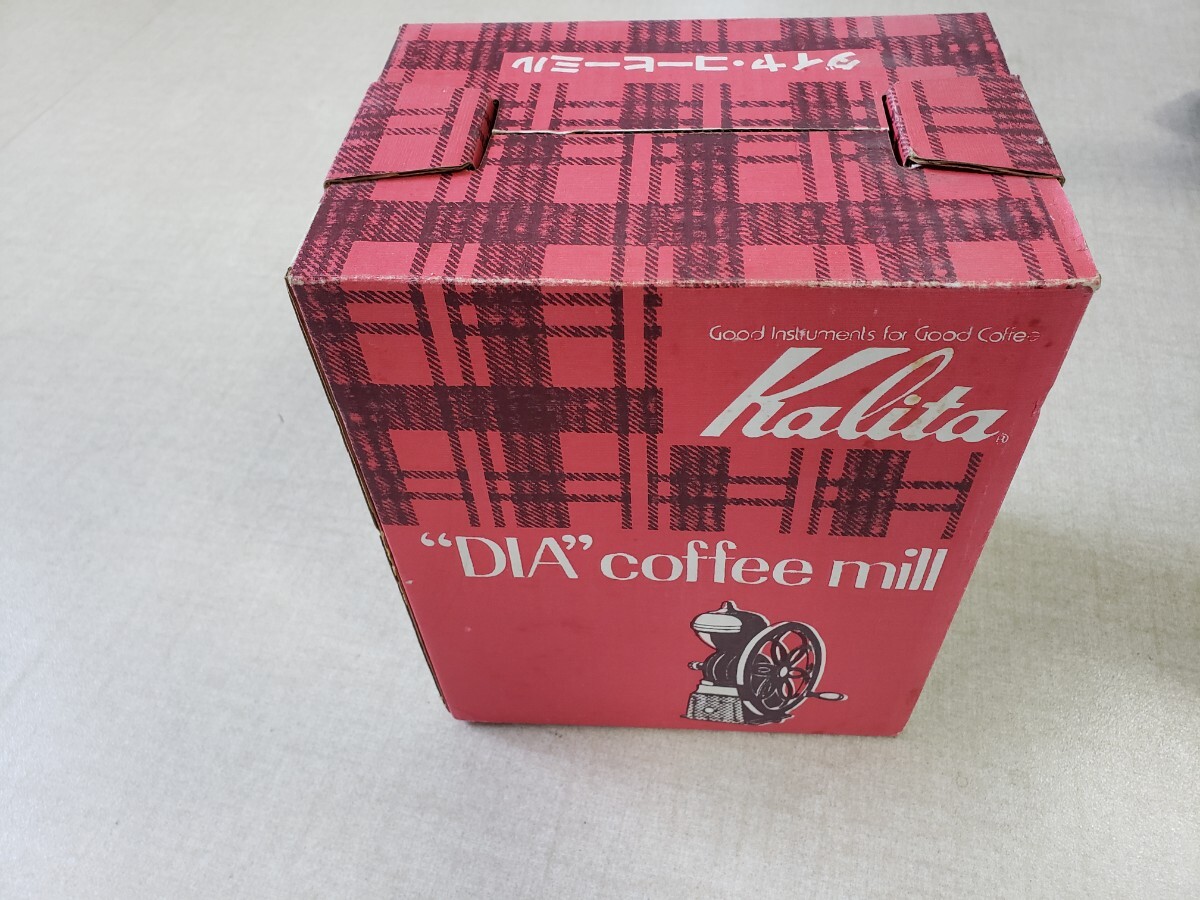 ダイヤ・コーヒーミル
Good Instruments for Good Coffee
Kalita®
“DIA” coffee mill